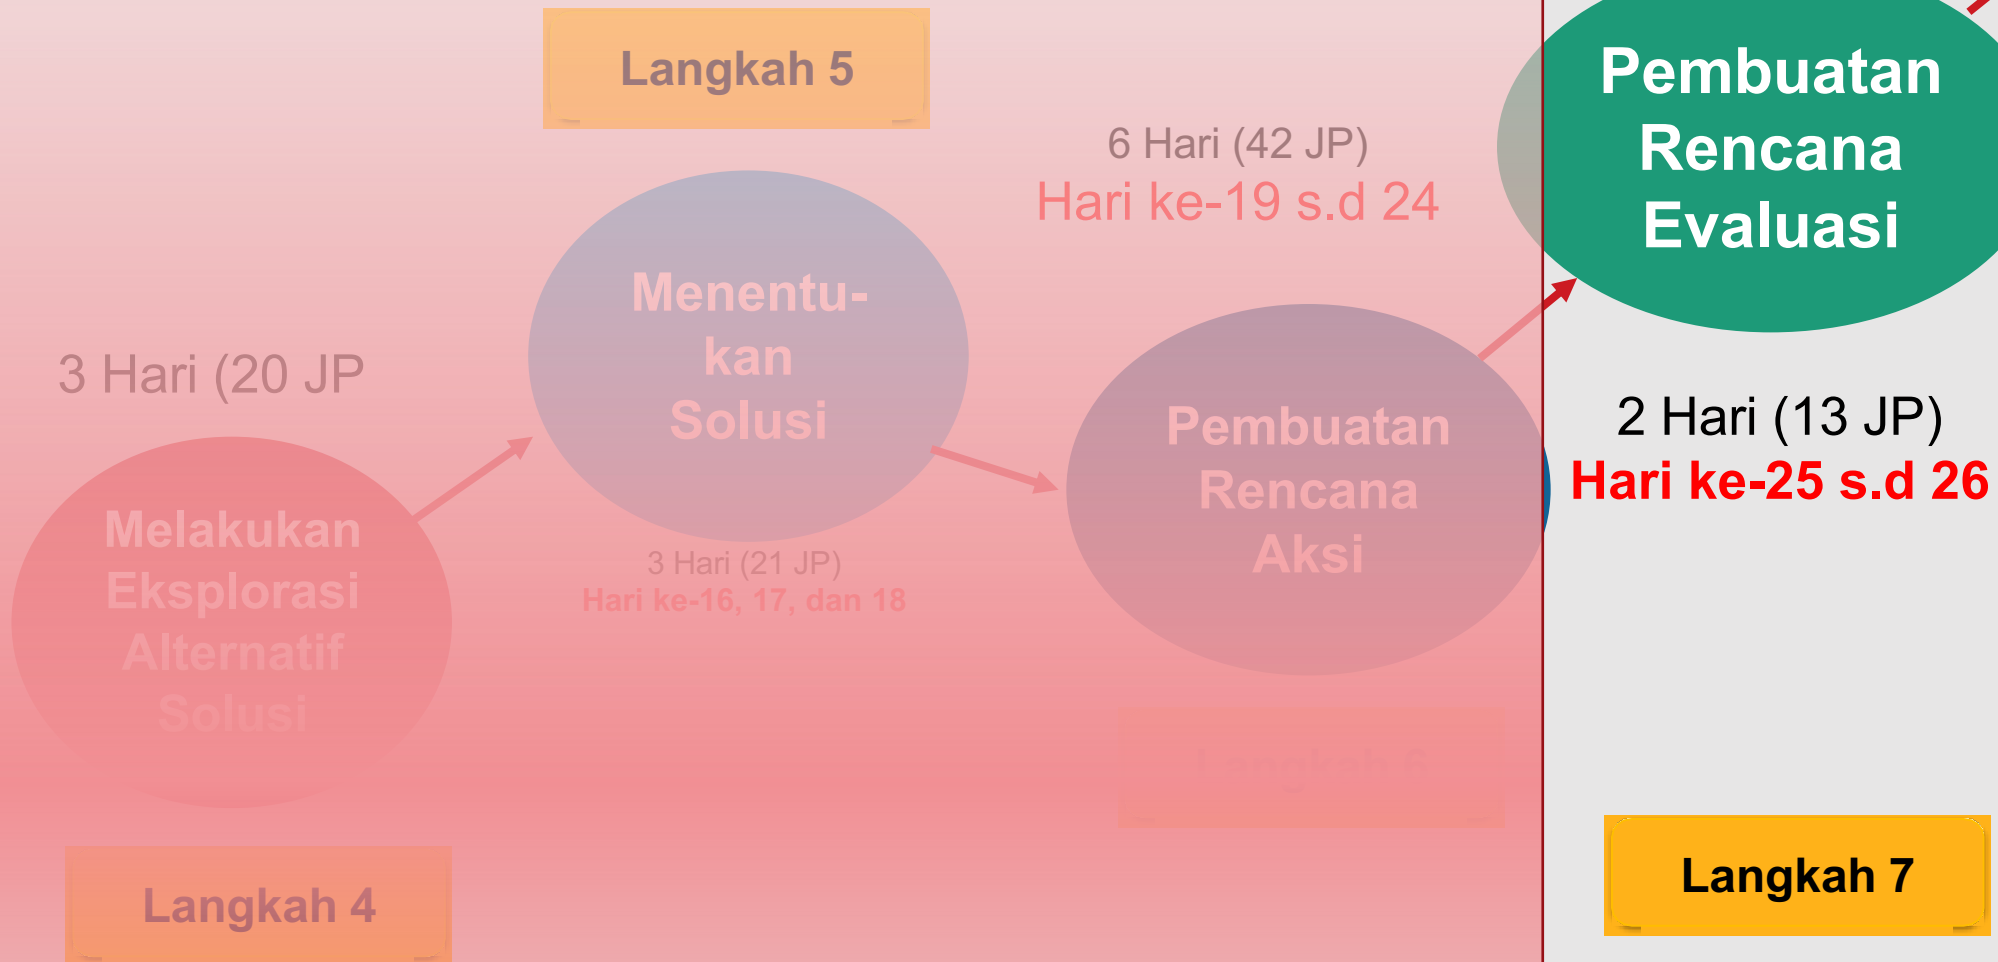 Langkah 5
Pembuatan
Rencana
Evaluasi
6 Hari (42 JP)
Hari ke-19 s.d 24
Menentu-
kan
Solusi
3 Hari (20 JP
2 Hari (13 JP)
Hari ke-25 s.d 26
Pembuatan
Rencana
Aksi
Melakukan
Eksplorasi
Alternatif
Solusi
3 Hari (21 JP)
Hari ke-16, 17, dan 18
Langkah 6
Langkah 7
Langkah 4